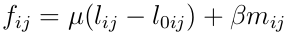 f_{ij} = \mu(l_{ij} - l_{0ij}) + \beta m_{ij}